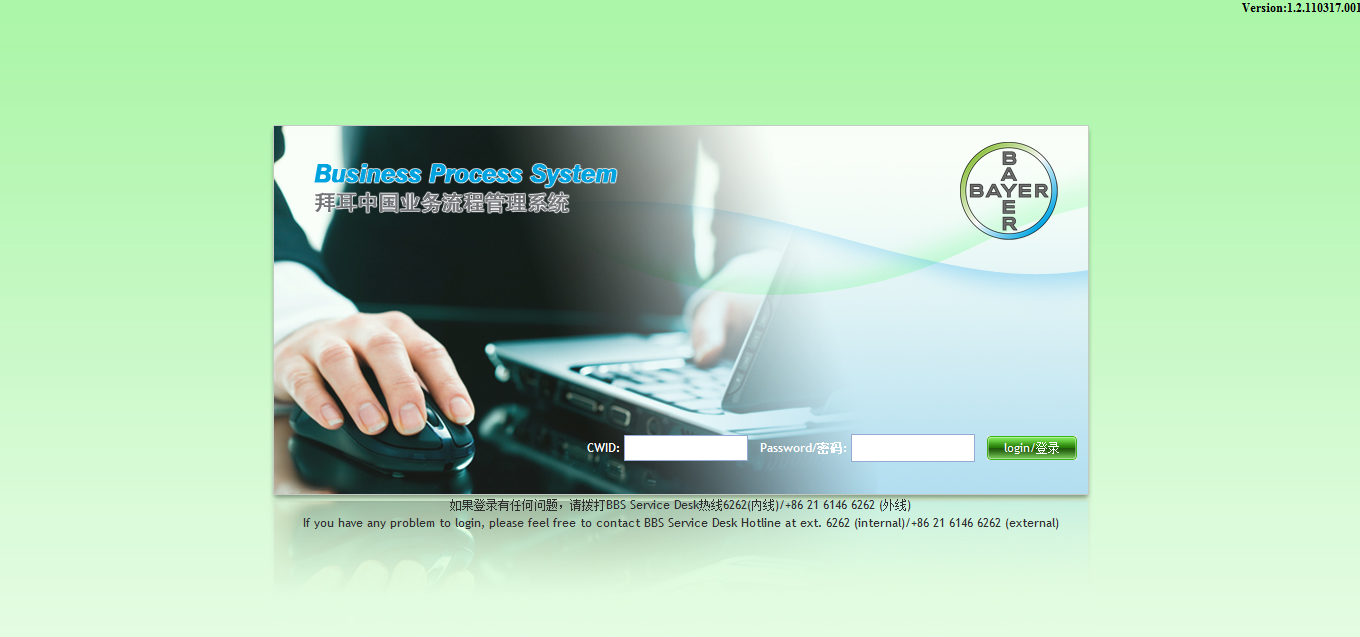 Version:1.2.110317.001
Business Process System
拜耳中国业务流程管理系统
BAYER
BAYER
CWID:
Password/密码:
login/登录
如果登录有任何问题，请拨打BBS Service Desk热线6262(内线)/+86 21 6146 6262 (外线)
If you have any problem to login, please feel free to contact BBS Service Desk Hotline at ext. 6262 (internal)/+86 21 6146 6262 (external)